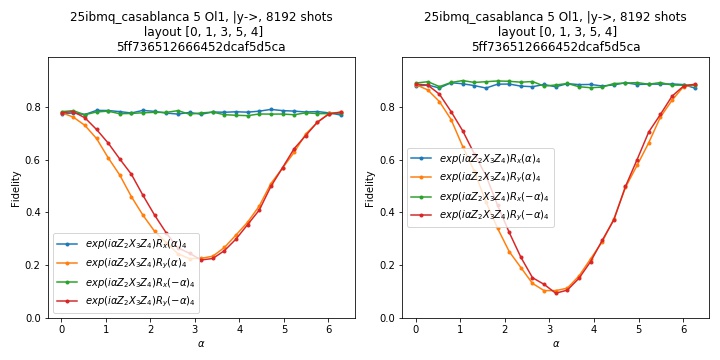 25ibmq_casablanca 5 Ol1, |y->, 8192 shots
layout [0, 1, 3, 5, 4]
5ff736512666452dcaf5d5ca
0.8
0.6
0.4
0.2
0.0
Fidelity
exp(iαZ₂X₃Z₄)Rₓ(α)₄
exp(iαZ₂X₃Z₄)Rᵧ(α)₄
exp(iαZ₂X₃Z₄)Rₓ(−α)₄
exp(iαZ₂X₃Z₄)Rᵧ(−α)₄
0 1 2 3 4 5 6
α
25ibmq_casablanca 5 Ol1, |y->, 8192 shots
layout [0, 1, 3, 5, 4]
5ff736512666452dcaf5d5ca
0.8
0.6
0.4
0.2
0.0
Fidelity
exp(iαZ₂X₃Z₄)Rₓ(α)₄
exp(iαZ₂X₃Z₄)Rᵧ(α)₄
exp(iαZ₂X₃Z₄)Rₓ(−α)₄
exp(iαZ₂X₃Z₄)Rᵧ(−α)₄
0 1 2 3 4 5 6
α